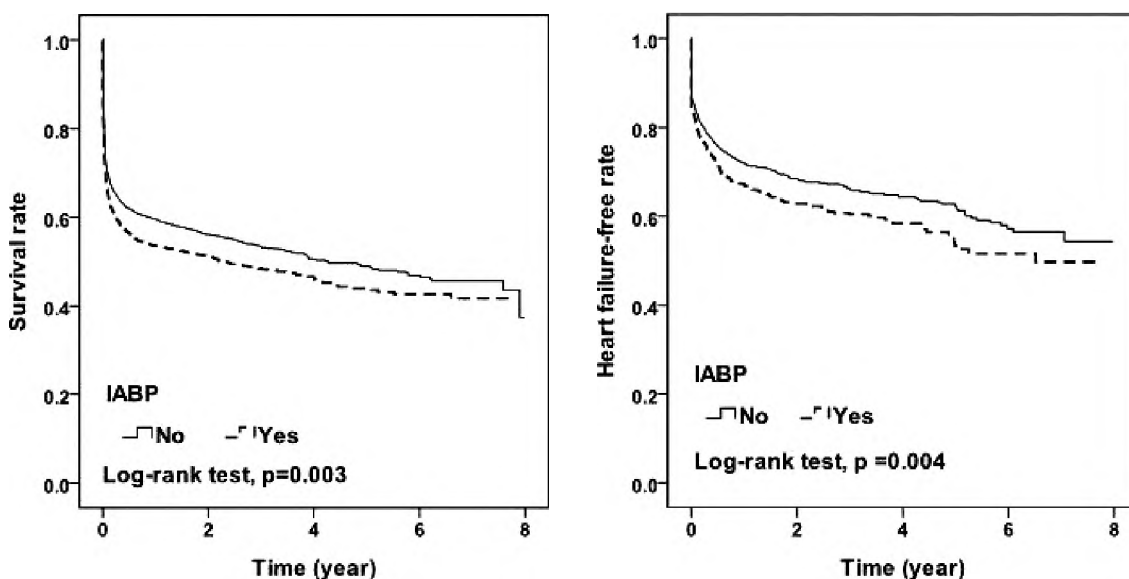 Survival rate
1.0
0.8
0.6
0.4
0.4
0.0
IABP
No Yes
Log-rank test, p=0.003
0 2 4 6 8
Time (year)
Heart failure-free rate
1.0
0.8
0.6
0.4
0.4
0.0
IABP
No Yes
Log-rank test, p =0.004
0 2 4 6 8
Time (year)